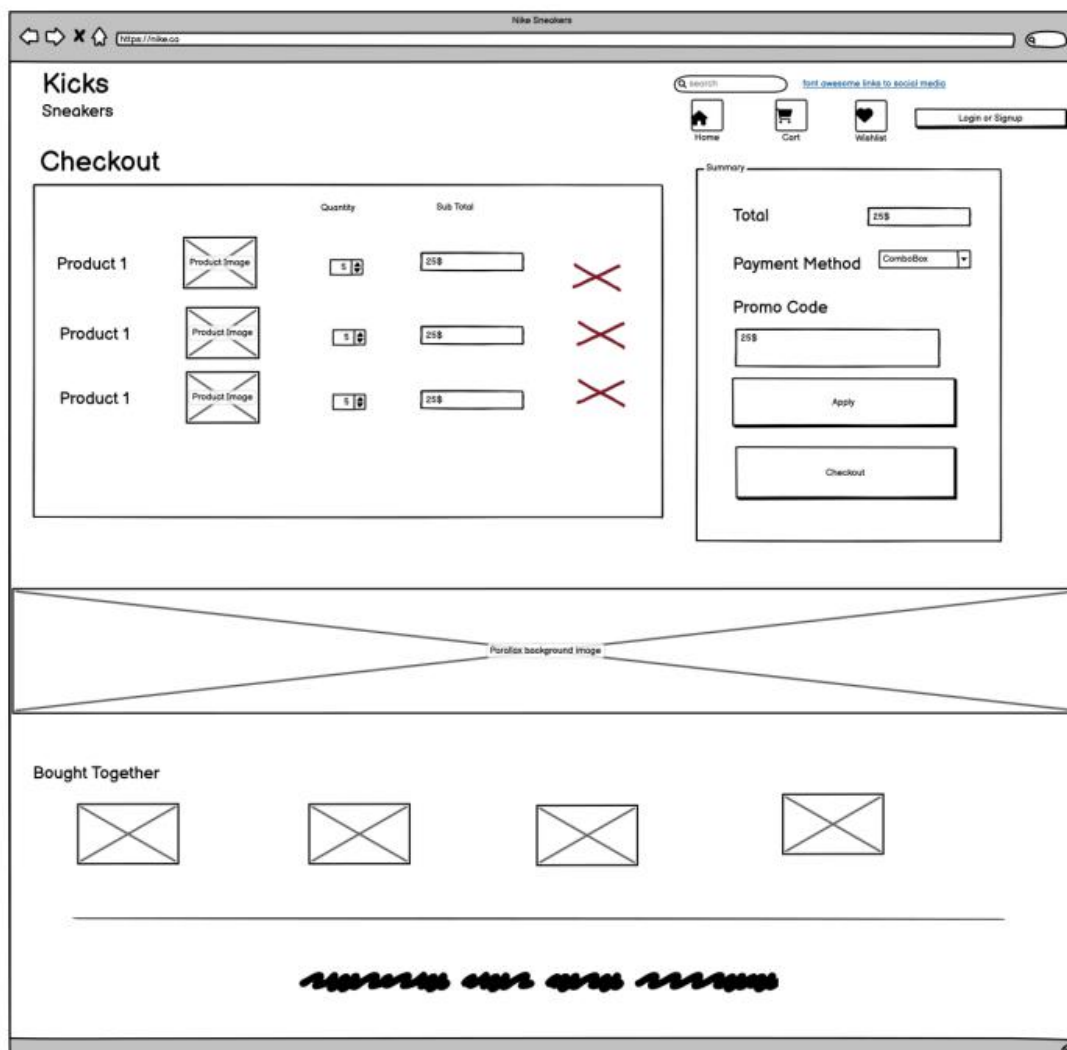 Nike Sneakers
https://nike.co
Kicks
Sneakers
search
font awesome links to social media
Home
Cart
Wishlist
Login or Signup
Checkout
Quantity
Sub Total
Product 1
Product Image
5
25$
Product 1
Product Image
5
25$
Product 1
Product Image
5
25$
Summary
Total
25$
Payment Method
ComboBox
Promo Code
25$
Apply
Checkout
Parallax background image
Bought Together